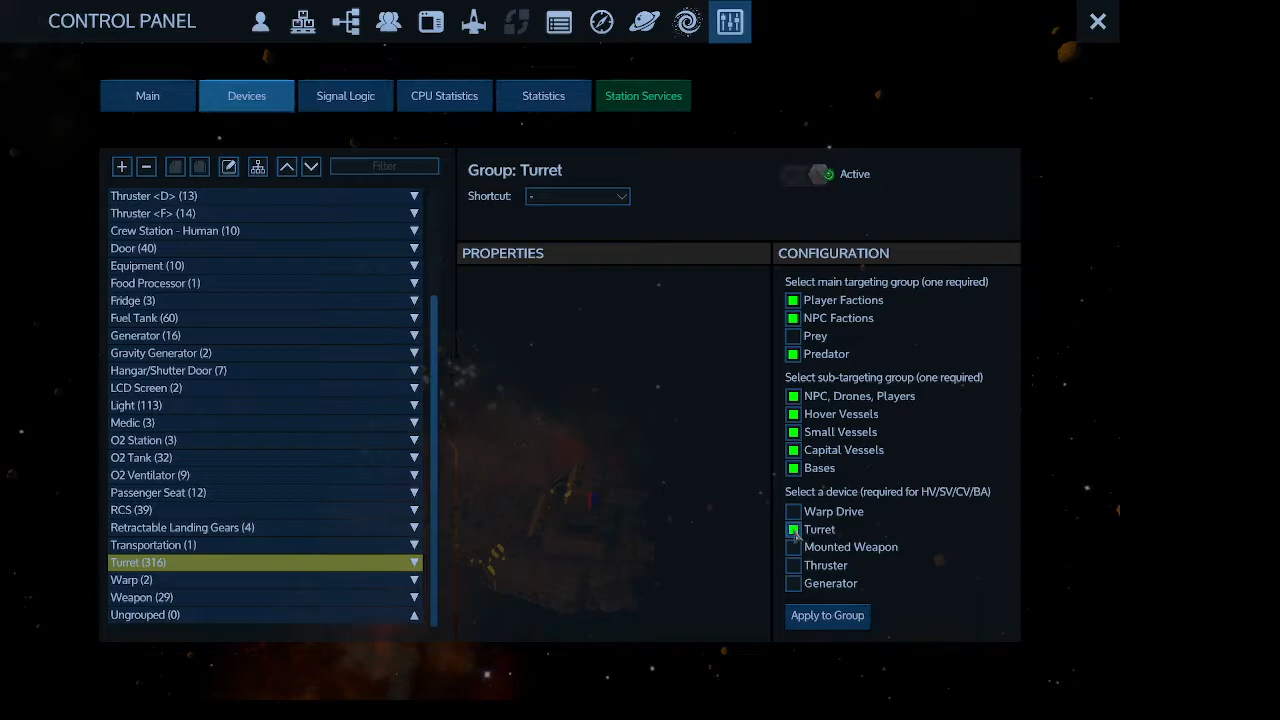 CONTROL PANEL
Main
Devices
Signal Logic
CPU Statistics
Statistics
Station Services
Filter
Thruster <D> (13)
Thruster <F> (14)
Crew Station - Human (10)
Door (40)
Equipment (10)
Food Processor (1)
Fridge (3)
Fuel Tank (60)
Generator (16)
Gravity Generator (2)
Hangar/Shutter Door (7)
LCD Screen (2)
Light (113)
Medic (3)
O2 Station (3)
O2 Tank (32)
O2 Ventilator (9)
Passenger Seat (12)
RCS (39)
Retractable Landing Gears (4)
Transportation (1)
Turret (316)
Warp (2)
Weapon (29)
Ungrouped (0)
Group: Turret
Active
Shortcut: -
PROPERTIES
CONFIGURATION
Select main targeting group (one required)
Player Factions
NPC Factions
Prey
Predator
Select sub-targeting group (one required)
NPC, Drones, Players
Hover Vessels
Small Vessels
Capital Vessels
Bases
Select a device (required for HV/SV/CV/BA)
Warp Drive
Turret
Mounted Weapon
Thruster
Generator
Apply to Group